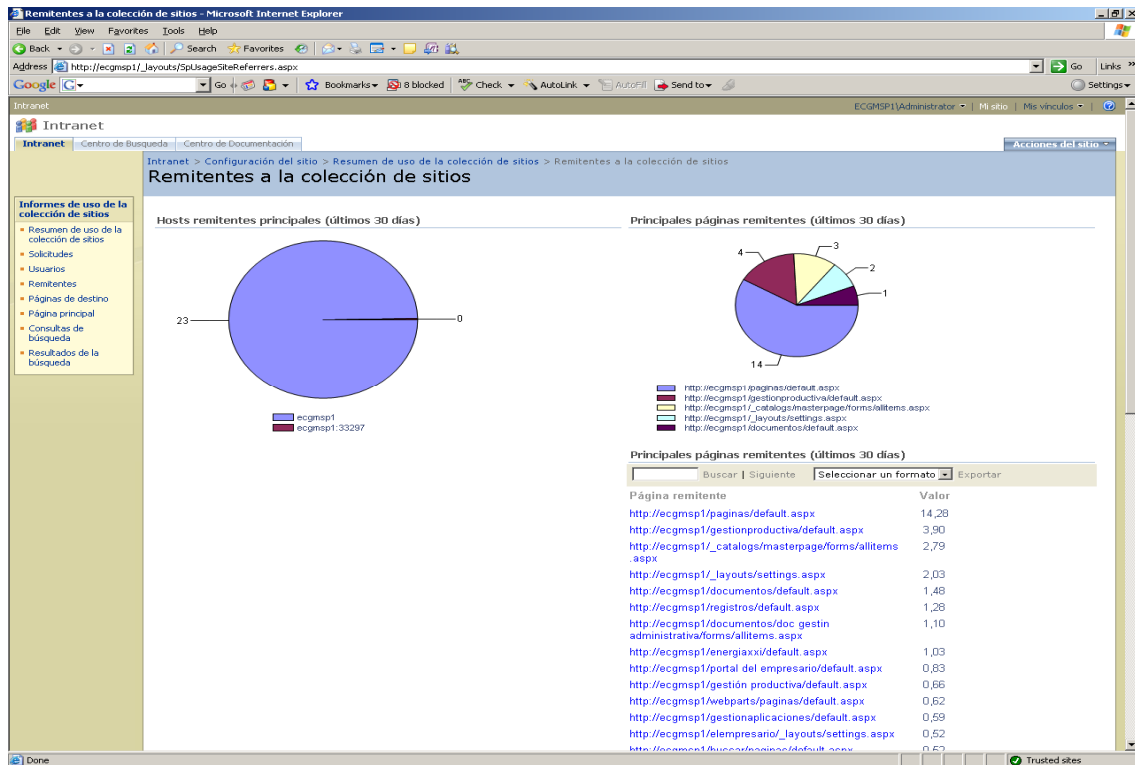 Remitentes a la colección de sitios - Microsoft Internet Explorer
File Edit View Favorites Tools Help
Back Search Favorites
Address http://ecgmsp1/_layouts/SpUsageSiteReferrers.aspx Go Links »
Google G Go Bookmarks 8 blocked ABC Check AutoLink AutoFill Send to Settings
Intranet ECGMSP1\Administrator | Mi sitio | Mis vínculos |
Intranet
Intranet Centro de Busqueda Centro de Documentación Acciones del sitio
Intranet > Configuración del sitio > Resumen de uso de la colección de sitios > Remitentes a la colección de sitios
Remitentes a la colección de sitios
Informes de uso de la
colección de sitios
Resumen de uso de la
colección de sitios
Solicitudes
Usuarios
Remitentes
Páginas de destino
Página principal
Consultas de
búsqueda
Resultados de la
búsqueda
Hosts remitentes principales (últimos 30 días)
23
0
ecgmsp1
ecgmsp1:33297
Principales páginas remitentes (últimos 30 días)
4
3
2
1
14
http://ecgmsp1/paginas/default.aspx
http://ecgmsp1/gestionproductiva/default.aspx
http://ecgmsp1/_catalogs/masterpage/forms/allitems.aspx
http://ecgmsp1/_layouts/settings.aspx
http://ecgmsp1/documentos/default.aspx
Principales páginas remitentes (últimos 30 días)
Buscar | Siguiente Seleccionar un formato Exportar
Página remitente Valor
http://ecgmsp1/paginas/default.aspx 14,28
http://ecgmsp1/gestionproductiva/default.aspx 3,90
http://ecgmsp1/_catalogs/masterpage/forms/allitems 2,79
.aspx
http://ecgmsp1/_layouts/settings.aspx 2,03
http://ecgmsp1/documentos/default.aspx 1,48
http://ecgmsp1/registros/default.aspx 1,28
http://ecgmsp1/documentos/doc gestin 1,10
administrativa/forms/allitems.aspx
http://ecgmsp1/energiaxxi/default.aspx 1,03
http://ecgmsp1/portal del empresario/default.aspx 0,83
http://ecgmsp1/gestión productiva/default.aspx 0,66
http://ecgmsp1/webparts/paginas/default.aspx 0,62
http://ecgmsp1/gestionaplicaciones/default.aspx 0,59
http://ecgmsp1/elempresario/_layouts/settings.aspx 0,52
http://ecgmsp1/buscar/paginas/default.aspx 0,52
Done Trusted sites